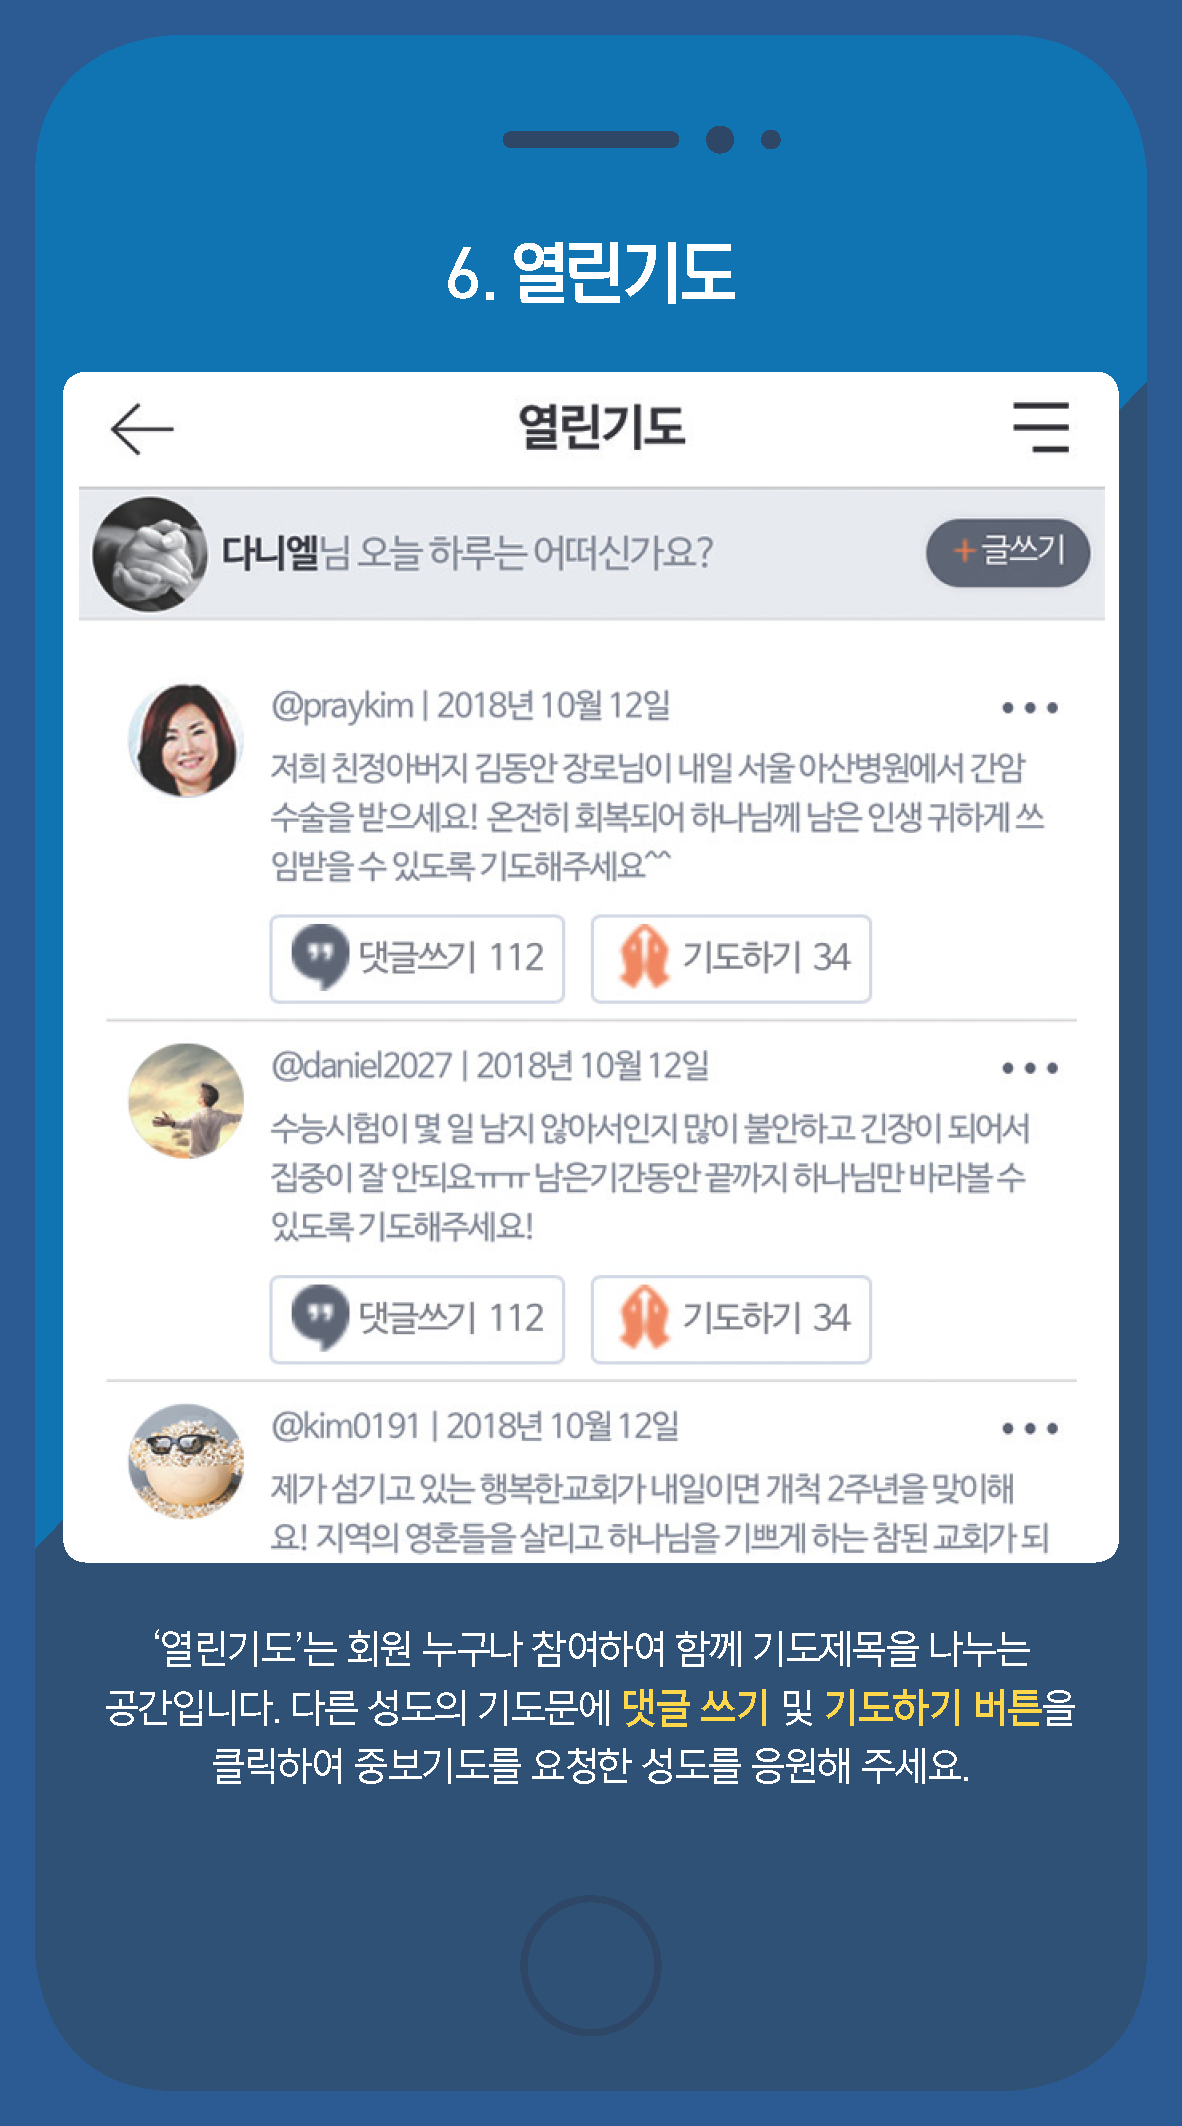 6. 열린기도
열린기도
다니엘님 오늘 하루는 어떠신가요?
+ 글쓰기
@praykim | 2018년 10월 12일
저희 친정아버지 김동안 장로님이 내일 서울 아산병원에서 간암
수술을 받으세요! 온전히 회복되어 하나님께 남은 인생 귀하게 쓰
임받을 수 있도록 기도해주세요^^
댓글쓰기 112
기도하기 34
@daniel2027 | 2018년 10월 12일
수능시험이 몇 일 남지 않아서인지 많이 불안하고 긴장이 되어서
집중이 잘 안되요ㅠㅠ 남은기간동안 끝까지 하나님만 바라볼 수
있도록 기도해주세요!
댓글쓰기 112
기도하기 34
@kim0191 | 2018년 10월 12일
제가 섬기고 있는 행복한교회가 내일이면 개척 2주년을 맞이해
요! 지역의 영혼들을 살리고 하나님을 기쁘게 하는 참된 교회가 되
‘열린기도’는 회원 누구나 참여하여 함께 기도제목을 나누는
공간입니다. 다른 성도의 기도문에 댓글 쓰기 및 기도하기 버튼을
클릭하여 중보기도를 요청한 성도를 응원해 주세요.